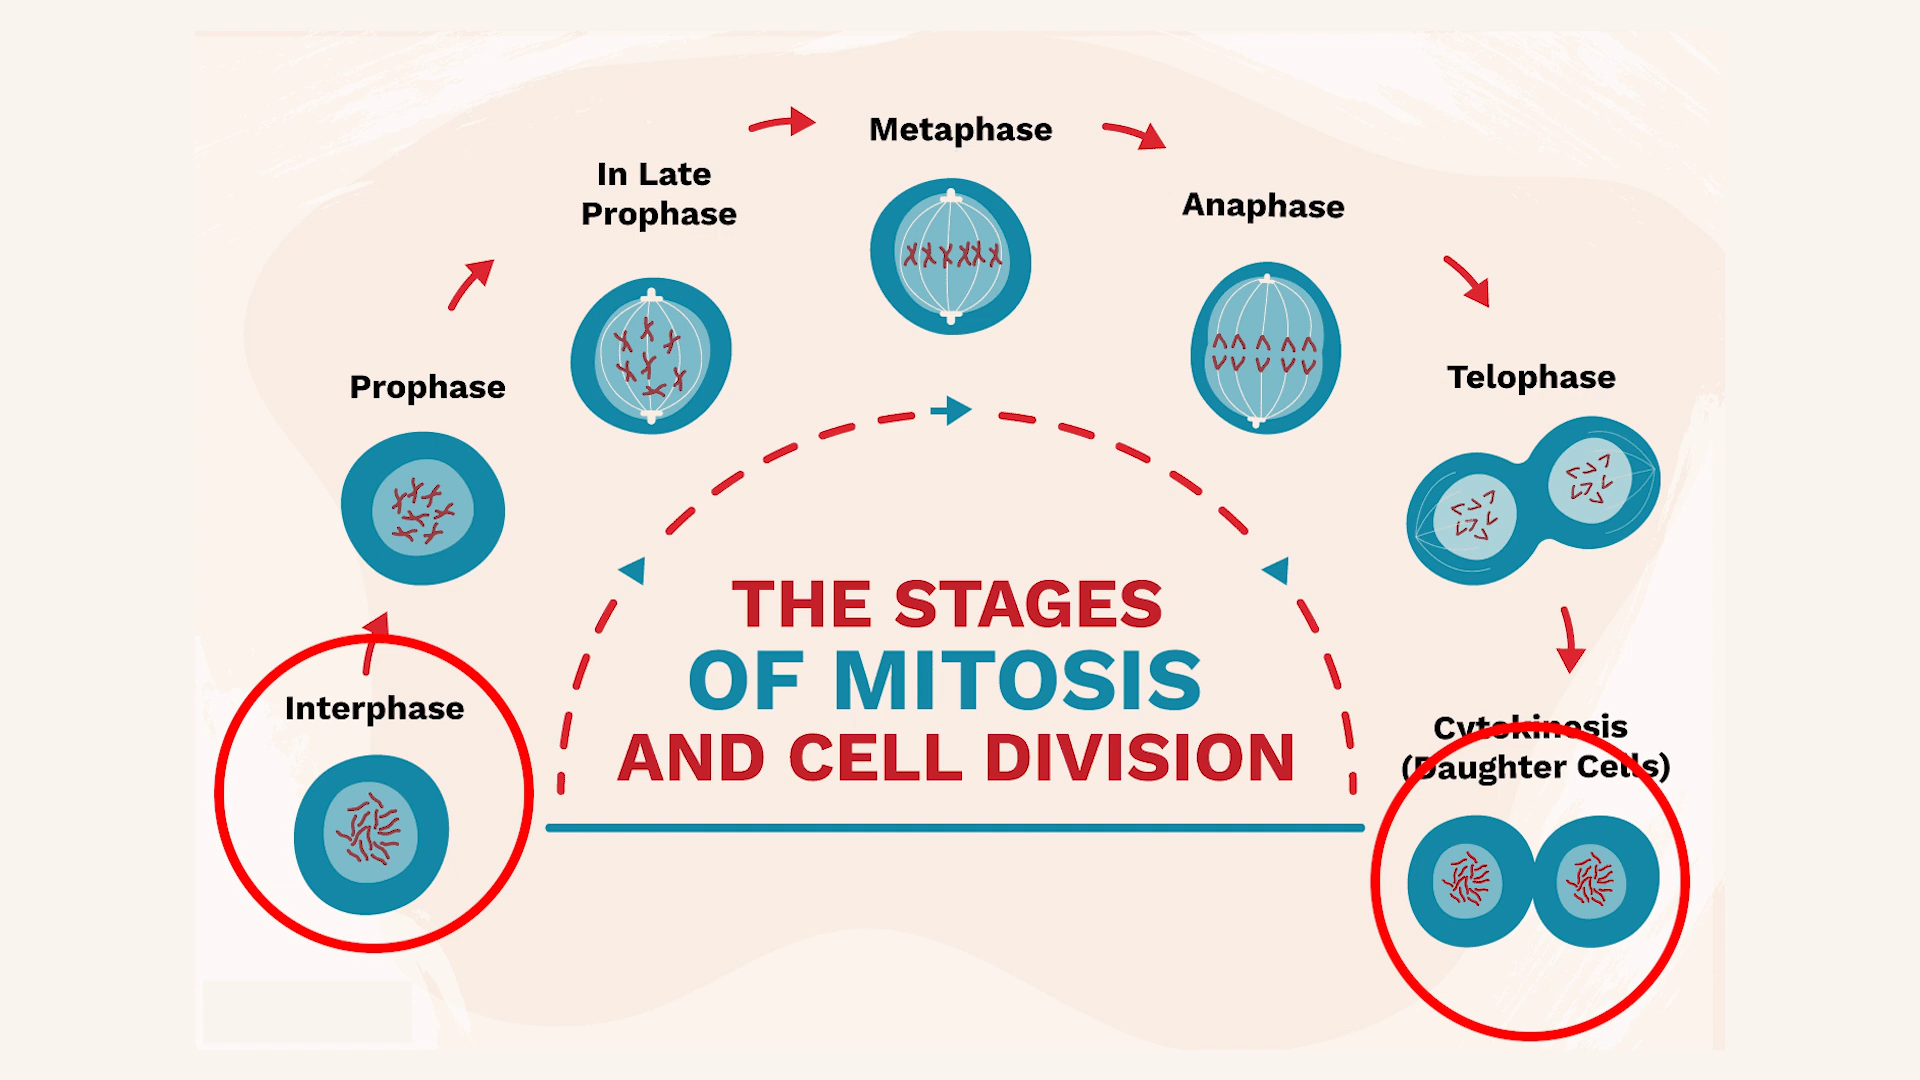 Metaphase
In Late
Prophase
Anaphase
Prophase
Telophase
THE STAGES
OF MITOSIS
AND CELL DIVISION
Interphase
Cytokinesis
(Daughter Cells)